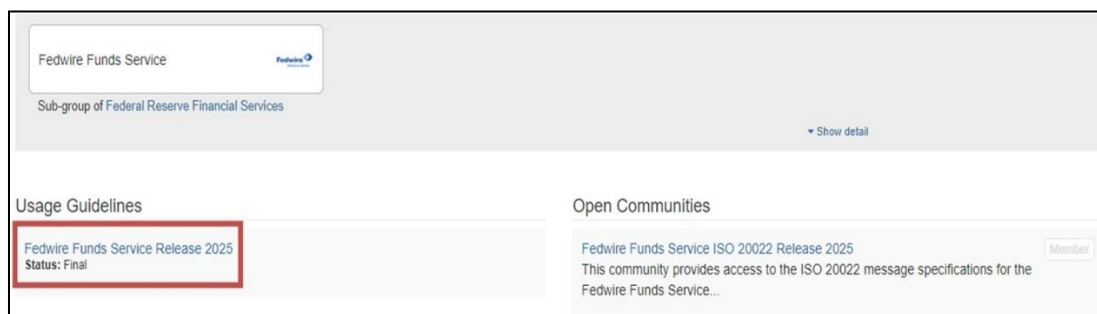 Fedwire Funds Service
Fedwire
Sub-group of Federal Reserve Financial Services
Show detail
Usage Guidelines
Fedwire Funds Service Release 2025
Status: Final
Open Communities
Fedwire Funds Service ISO 20022 Release 2025
Member
This community provides access to the ISO 20022 message specifications for the
Fedwire Funds Service...